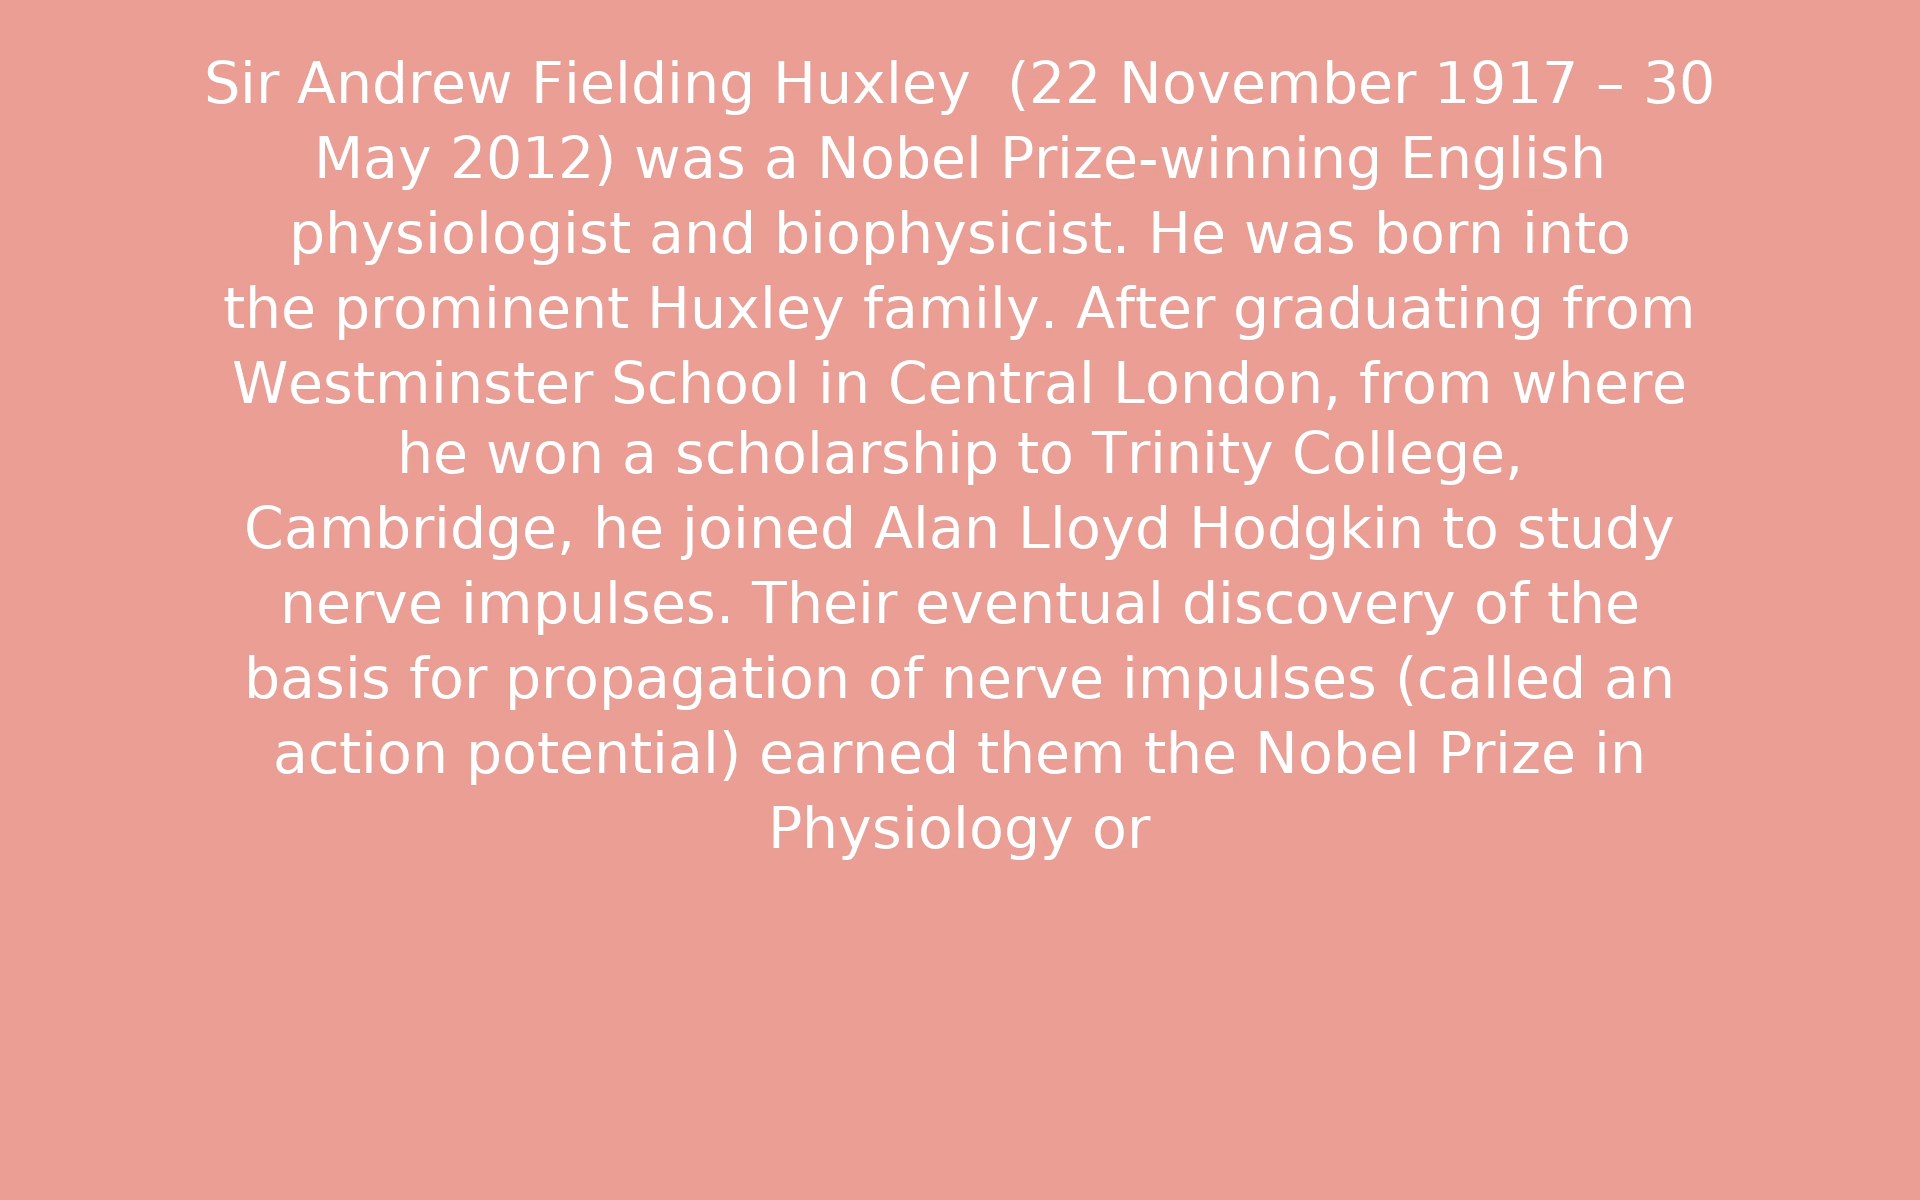 Sir Andrew Fielding Huxley  (22 November 1917 – 30
May 2012) was a Nobel Prize-winning English
physiologist and biophysicist. He was born into
the prominent Huxley family. After graduating from
Westminster School in Central London, from where
he won a scholarship to Trinity College,
Cambridge, he joined Alan Lloyd Hodgkin to study
nerve impulses. Their eventual discovery of the
basis for propagation of nerve impulses (called an
action potential) earned them the Nobel Prize in
Physiology or